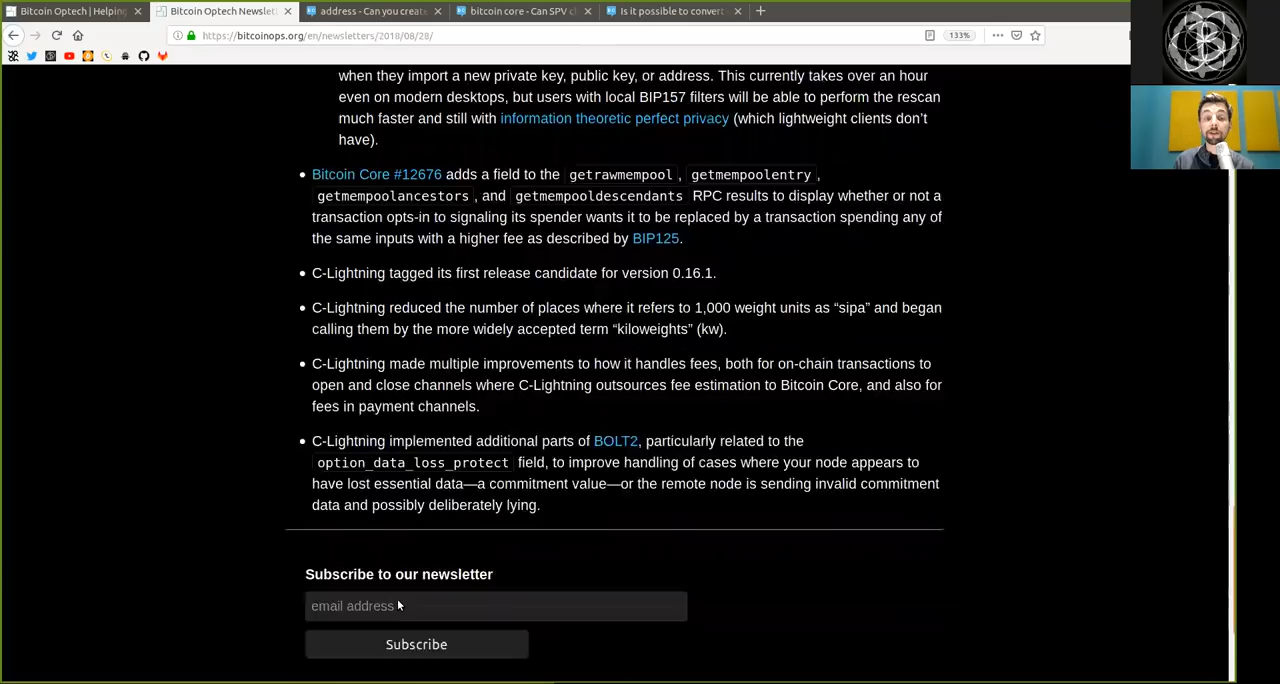 Bitcoin Optech | Helping
Bitcoin Optech Newslet
address - Can you create
bitcoin core - Can SPV cl
Is it possible to convert
https://bitcoinops.org/en/newsletters/2018/08/28/
133%
when they import a new private key, public key, or address. This currently takes over an hour
even on modern desktops, but users with local BIP157 filters will be able to perform the rescan
much faster and still with information theoretic perfect privacy (which lightweight clients don't
have).
• Bitcoin Core #12676 adds a field to the getrawmempool, getmempoolentry,
getmempoolancestors, and getmempooldescendants RPC results to display whether or not a
transaction opts-in to signaling its spender wants it to be replaced by a transaction spending any of
the same inputs with a higher fee as described by BIP125.
• C-Lightning tagged its first release candidate for version 0.16.1.
• C-Lightning reduced the number of places where it refers to 1,000 weight units as “sipa” and began
calling them by the more widely accepted term “kiloweights” (kw).
• C-Lightning made multiple improvements to how it handles fees, both for on-chain transactions to
open and close channels where C-Lightning outsources fee estimation to Bitcoin Core, and also for
fees in payment channels.
• C-Lightning implemented additional parts of BOLT2, particularly related to the
option_data_loss_protect field, to improve handling of cases where your node appears to
have lost essential data—a commitment value—or the remote node is sending invalid commitment
data and possibly deliberately lying.
Subscribe to our newsletter
email address
Subscribe